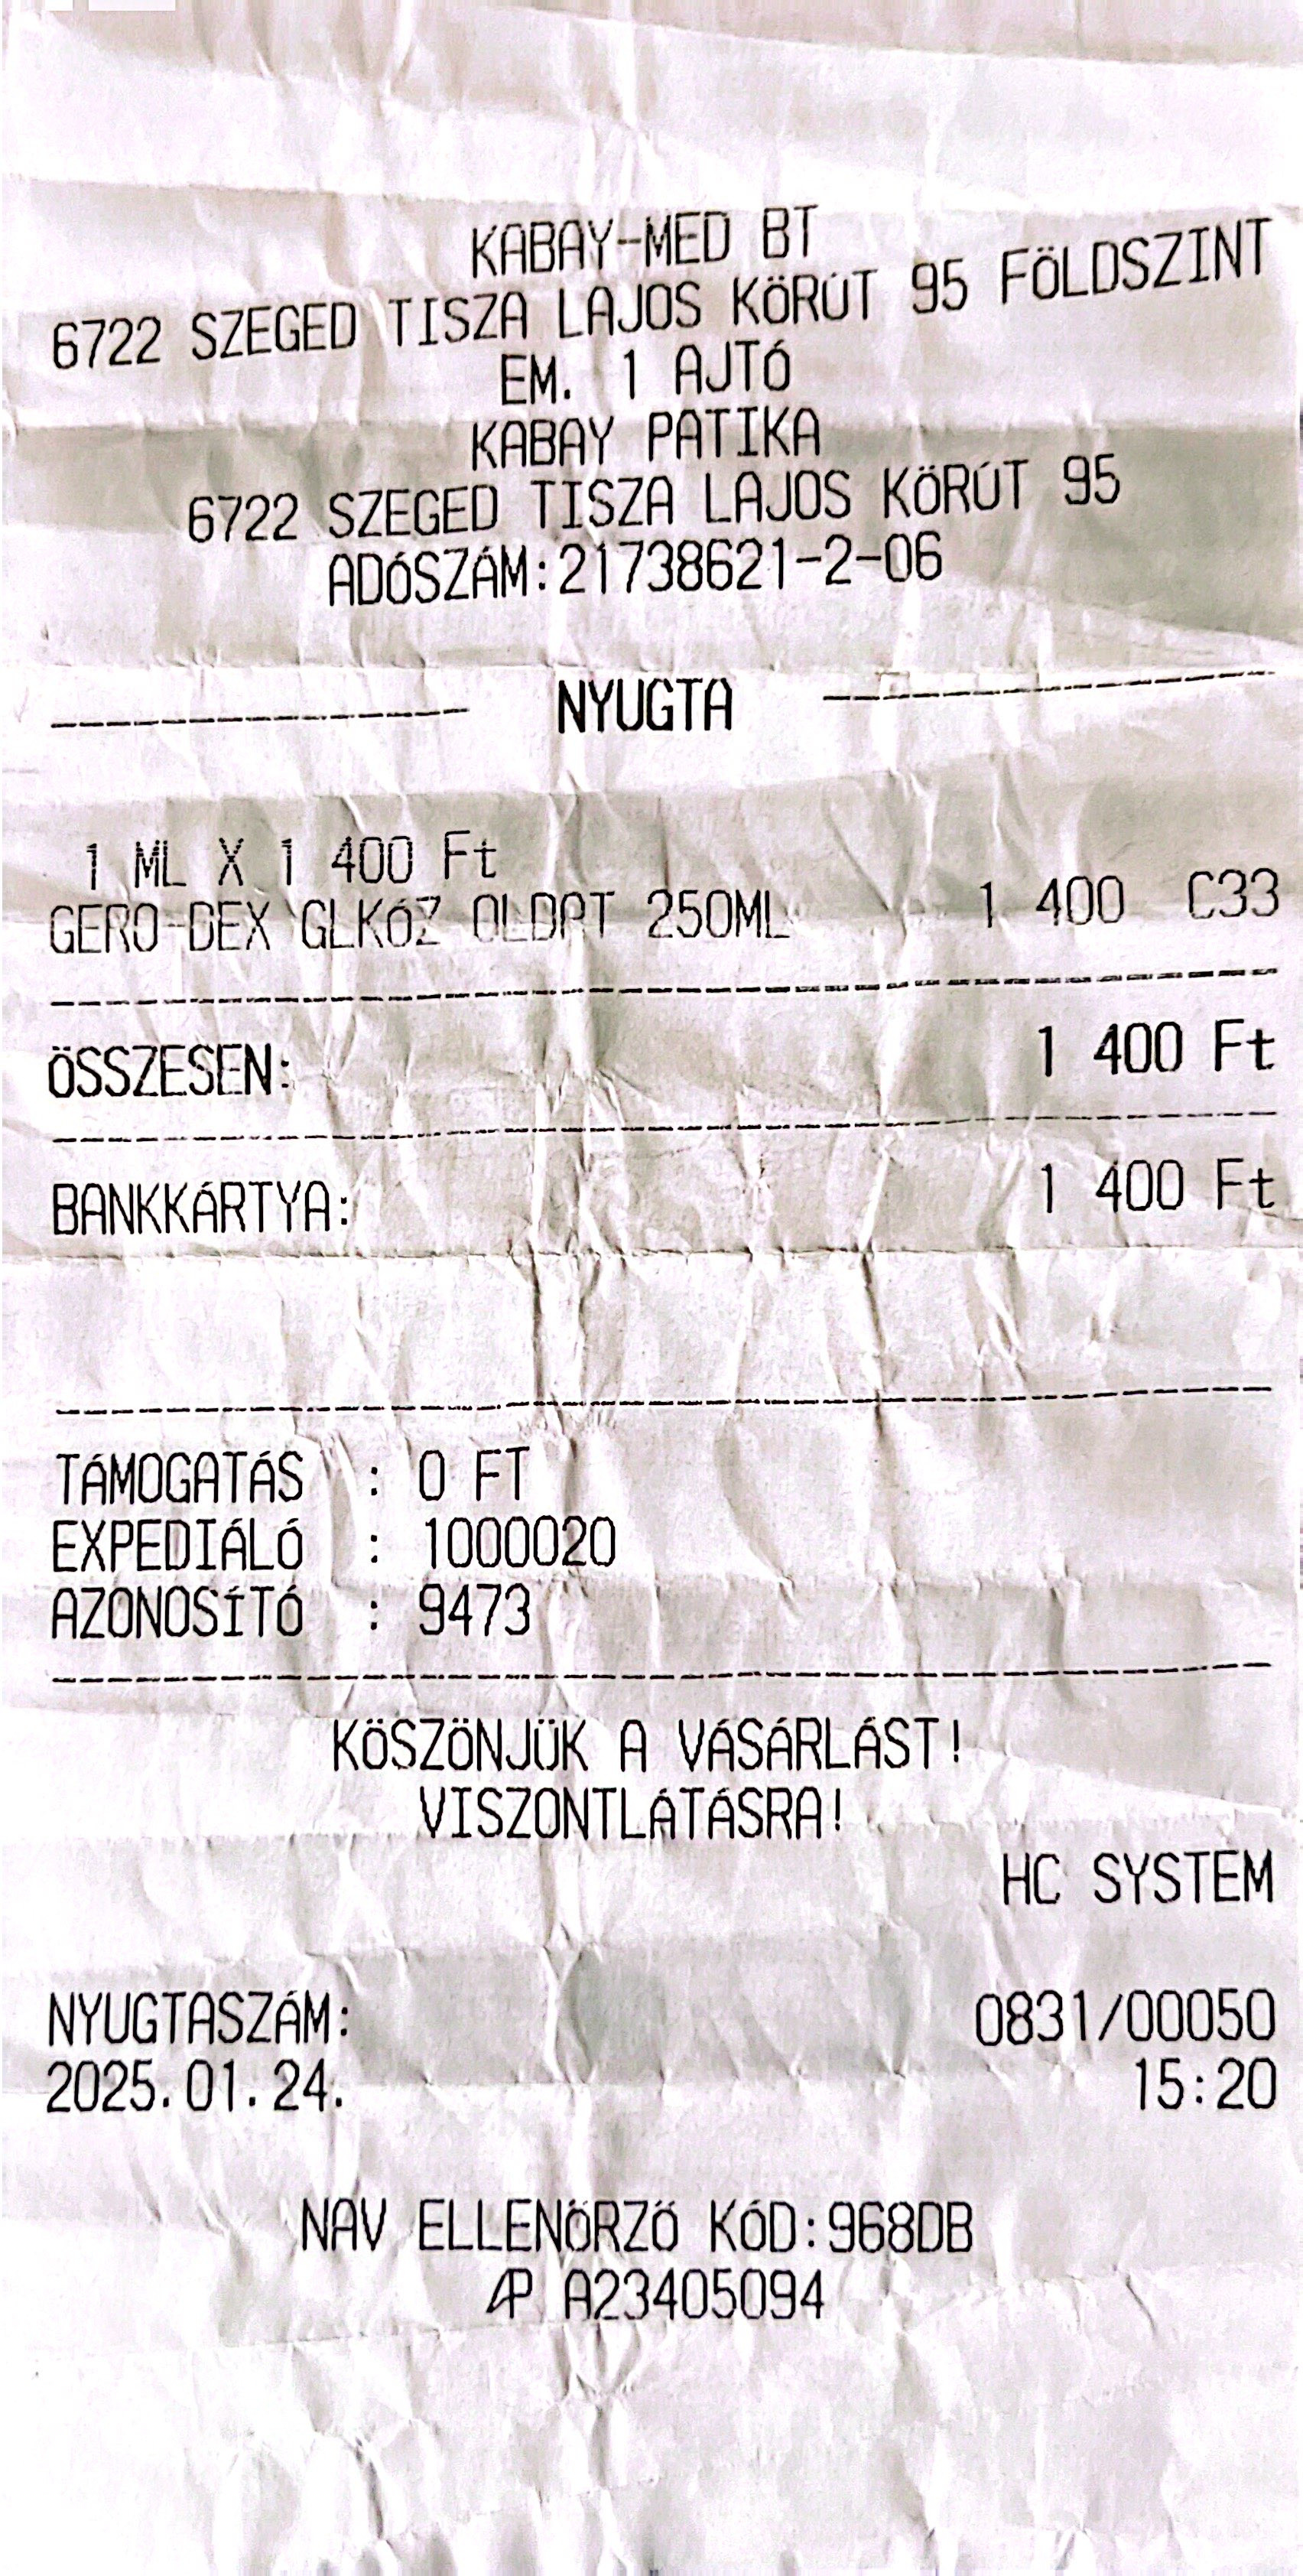 KABAY-MED BT
6722 SZEGED TISZA LAJOS KÖRÚT 95 FÖLDSZINT
EM. 1 AJTÓ
KABAY PATIKA
6722 SZEGED TISZA LAJOS KÖRÚT 95
ADÓSZÁM:21738621-2-06
NYUGTA
1 ML X 1 400 Ft
GERO-DEX GLKÓZ OLDAT 250ML 1 400 C33
ÖSSZESEN: 1 400 Ft
BANKKÁRTYA: 1 400 Ft
TÁMOGATÁS : 0 FT
EXPEDIÁLÓ : 1000020
AZONOSÍTÓ : 9473
KÖSZÖNJÜK A VÁSÁRLÁST!
VISZONTLÁTÁSRA!
HC SYSTEM
NYUGTASZÁM: 0831/00050
2025.01.24. 15:20
NAV ELLENŐRZŐ KÓD:968DB
AP A23405094